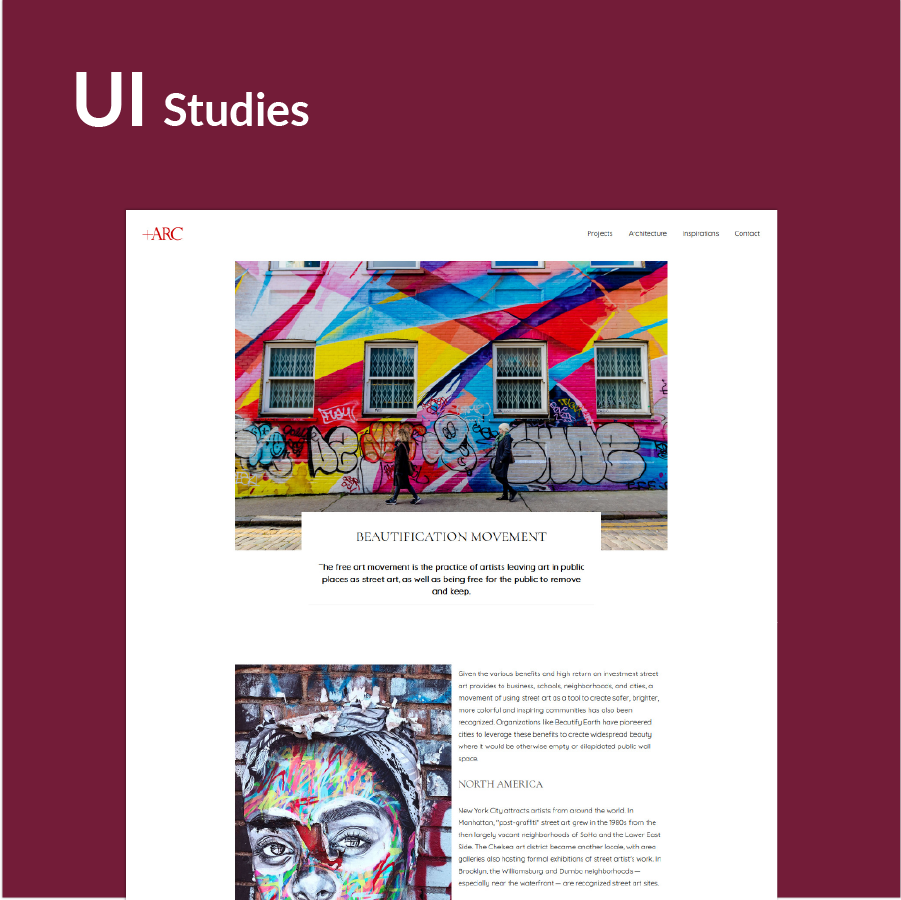 UI Studies
+ARC
Projects Architecture Inspirations Contact
BEAUTIFICATION MOVEMENT
The free art movement is the practice of artists leaving art in public
places as street art, as well as being free for the public to remove
and keep.
Given the various benefits and high return on investment street
art provides to business, schools, neighborhoods, and cities, a
movement of using street art as a tool to create safer, brighter,
more colorful and inspiring communities has also been
recognized. Organizations like Beautify Earth have pioneered
cities to leverage these benefits to create widespread beauty
where it would be otherwise empty or dilapidated public wall
space.
NORTH AMERICA
New York City attracts artists from around the world. In
Manhattan, "post-graffiti" street art grew in the 1980s from the
then largely vacant neighborhoods of SoHo and the Lower East
Side. The Chelsea art district became another locale, with area
galleries also hosting formal exhibitions of street artist's work. In
Brooklyn, the Williamsburg and Dumbo neighborhoods —
especially near the waterfront — are recognized street art sites.